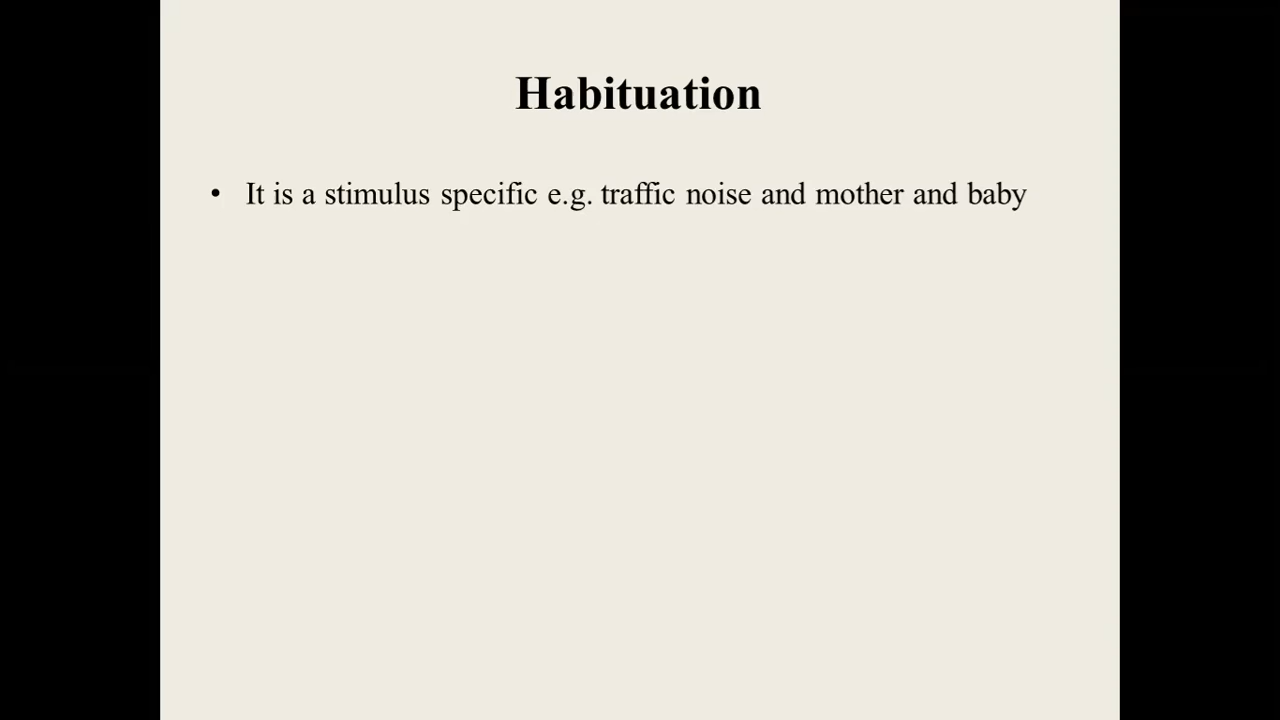 Habituation
• It is a stimulus specific e.g. traffic noise and mother and baby